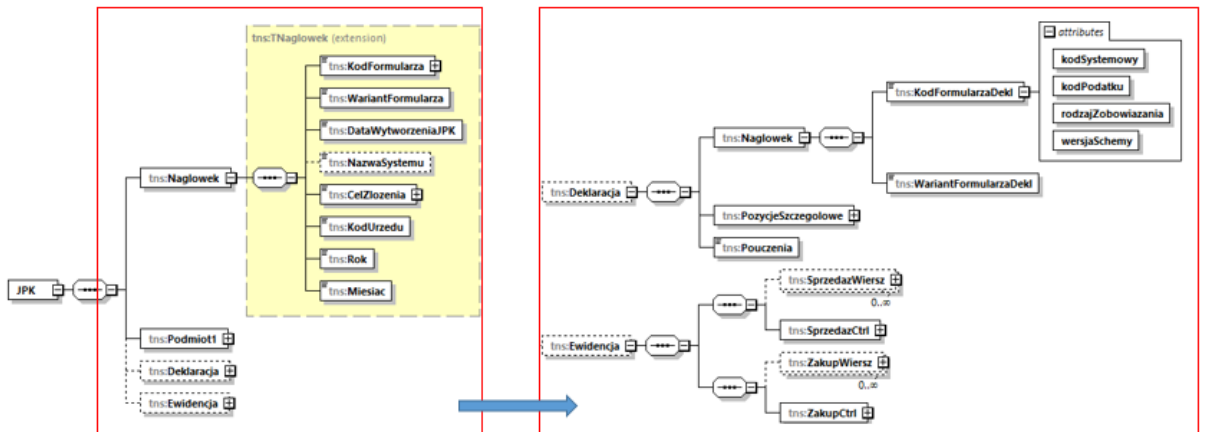 tns:TNaglowek (extension)
tns:KodFormularza
tns:WariantFormularza
tns:DataWytworzeniaJPK
tns:NazwaSystemu
tns:CelZlozenia
tns:KodUrzedu
tns:Rok
tns:Miesiac
tns:Naglowek
JPK
tns:Podmiot1
tns:Deklaracja
tns:Ewidencja
attributes
kodSystemowy
kodPodatku
rodzajZobowiazania
wersjaSchemy
tns:KodFormularzaDekl
tns:Naglowek
tns:WariantFormularzaDekl
tns:Deklaracja
tns:PozycjeSzczegolowe
tns:Pouczenia
tns:SprzedazWiersz
0..∞
tns:SprzedazCtrl
tns:Ewidencja
tns:ZakupWiersz
0..∞
tns:ZakupCtrl